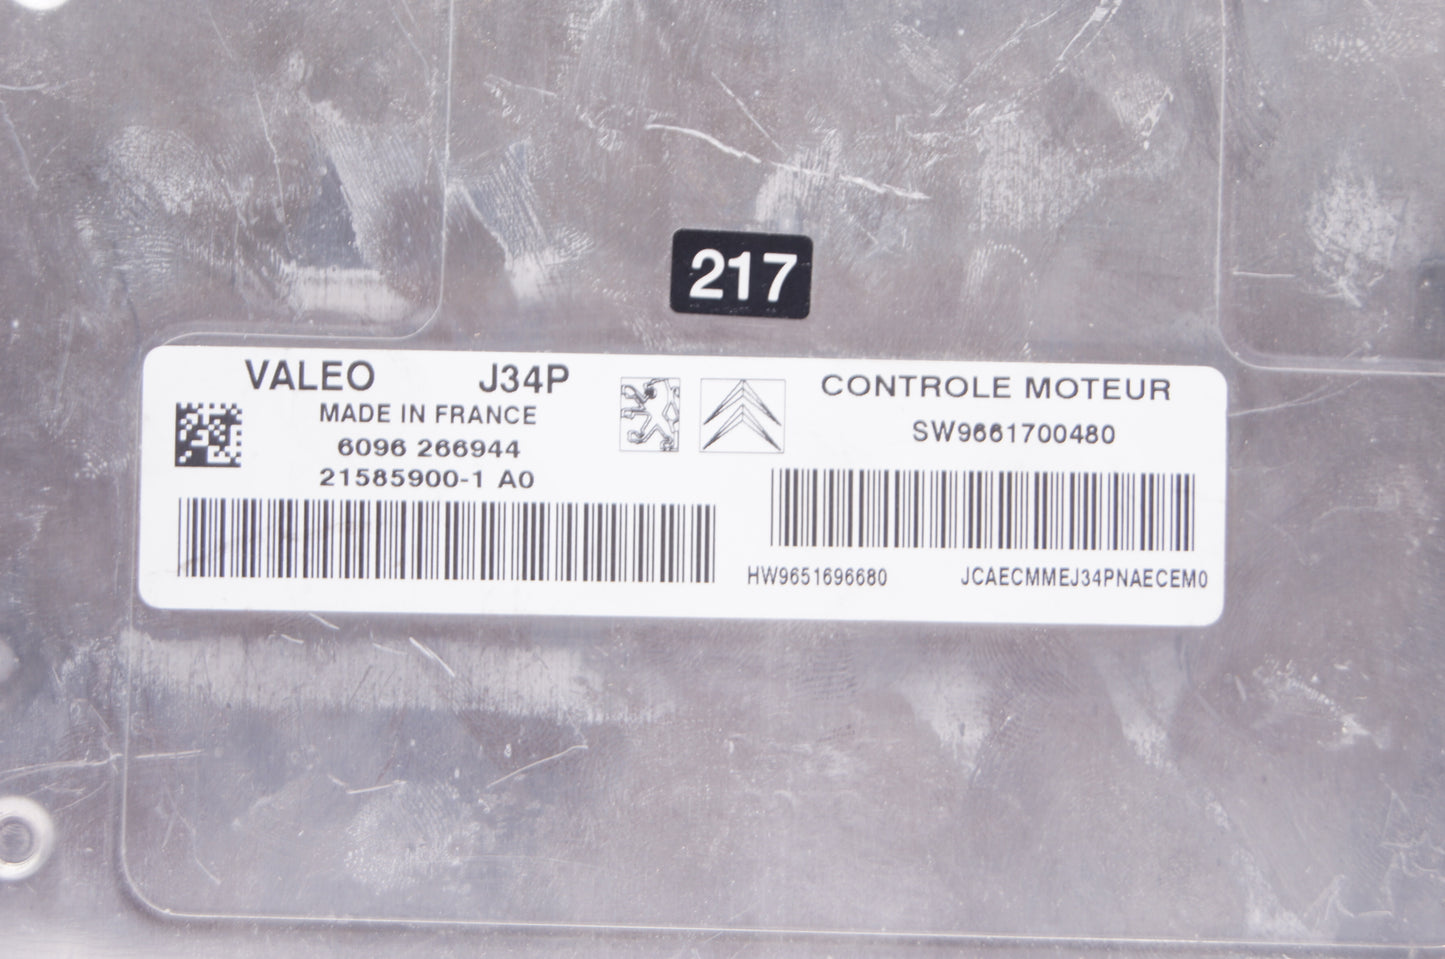 217
VALEO J34P
MADE IN FRANCE
6096 266944
21585900-1 A0
CONTROLE MOTEUR
SW9661700480
HW9651696680 JCAECMMEJ34PNAECEM0